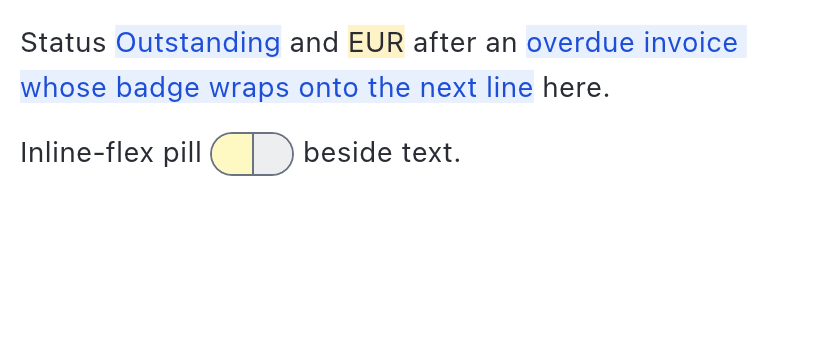 Status Outstanding and EUR after an overdue invoice
whose badge wraps onto the next line here.
Inline-flex pill beside text.